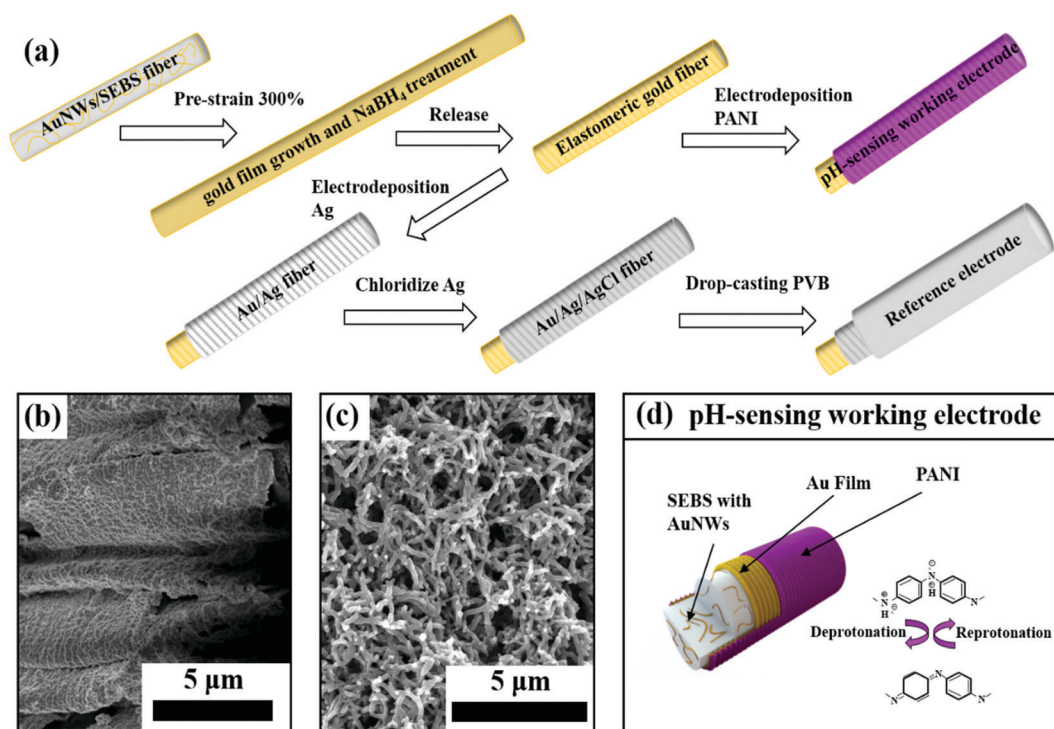 (a)
AuNWs/SEBS fiber
Pre-strain 300%
gold film growth and NaBH₄ treatment
Release
Elastomeric gold fiber
Electrodeposition
PANI
pH-sensing working electrode
Electrodeposition
Ag
Au/Ag fiber
Chloridize Ag
Au/Ag/AgCl fiber
Drop-casting PVB
Reference electrode
(b)
5 µm
(c)
5 µm
(d) pH-sensing working electrode
SEBS with
AuNWs
Au Film
PANI
N
H
N
H
N
Deprotonation
Reprotonation
N
N
N